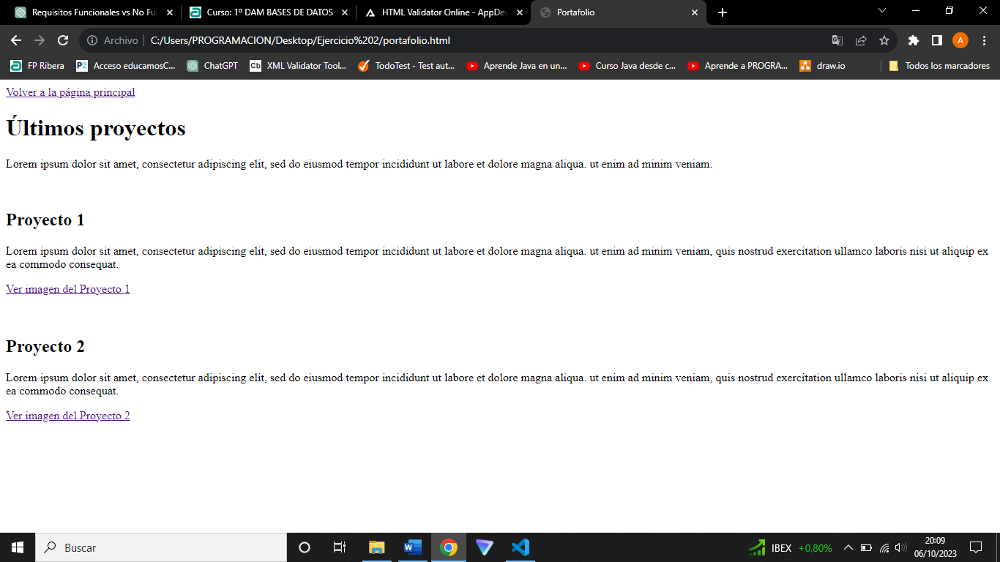 Requisitos Funcionales vs No Fu
Curso: 1º DAM BASES DE DATOS
HTML Validator Online - AppDev
Portafolio
Archivo
C:/Users/PROGRAMACION/Desktop/Ejercicio%202/portafolio.html
A
FP Ribera
Acceso educamosC...
ChatGPT
Cb
XML Validator Tool...
TodoTest - Test aut...
Aprende Java en un...
Curso Java desde c...
Aprende a PROGRA...
draw.io
Todos los marcadores
Volver a la página principal
Últimos proyectos
Lorem ipsum dolor sit amet, consectetur adipiscing elit, sed do eiusmod tempor incididunt ut labore et dolore magna aliqua. ut enim ad minim veniam.
Proyecto 1
Lorem ipsum dolor sit amet, consectetur adipiscing elit, sed do eiusmod tempor incididunt ut labore et dolore magna aliqua. ut enim ad minim veniam, quis nostrud exercitation ullamco laboris nisi ut aliquip ex
ea commodo consequat.
Ver imagen del Proyecto 1
Proyecto 2
Lorem ipsum dolor sit amet, consectetur adipiscing elit, sed do eiusmod tempor incididunt ut labore et dolore magna aliqua. ut enim ad minim veniam, quis nostrud exercitation ullamco laboris nisi ut aliquip ex
ea commodo consequat.
Ver imagen del Proyecto 2
Buscar
IBEX +0,80%
20:09
06/10/2023